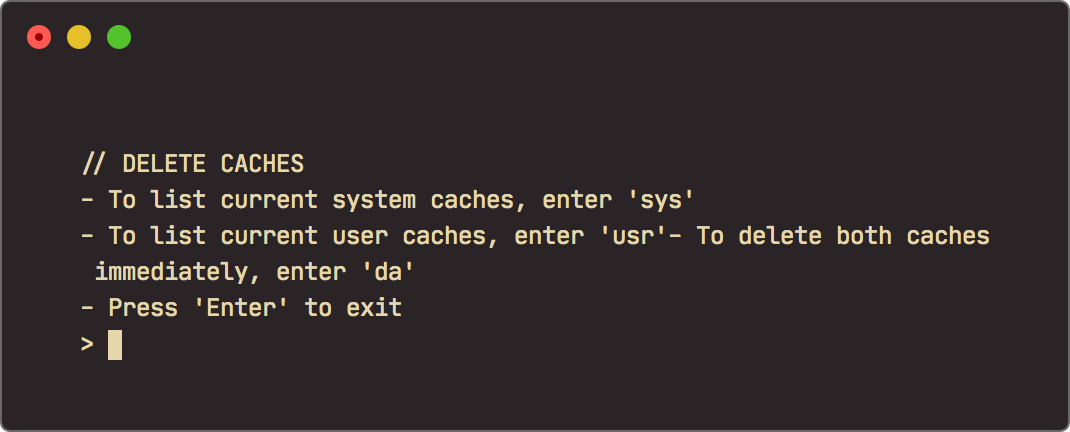 // DELETE CACHES
- To list current system caches, enter 'sys'
- To list current user caches, enter 'usr'- To delete both caches
immediately, enter 'da'
- Press 'Enter' to exit
>